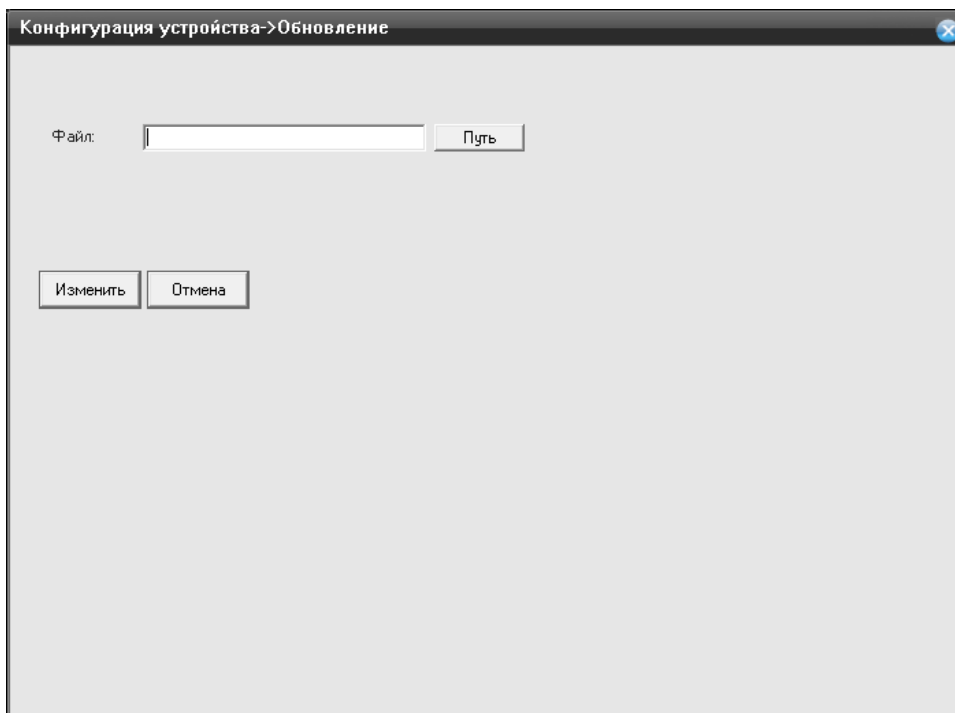 Конфигурация устройства->Обновление
Файл:
Путь
Изменить
Отмена